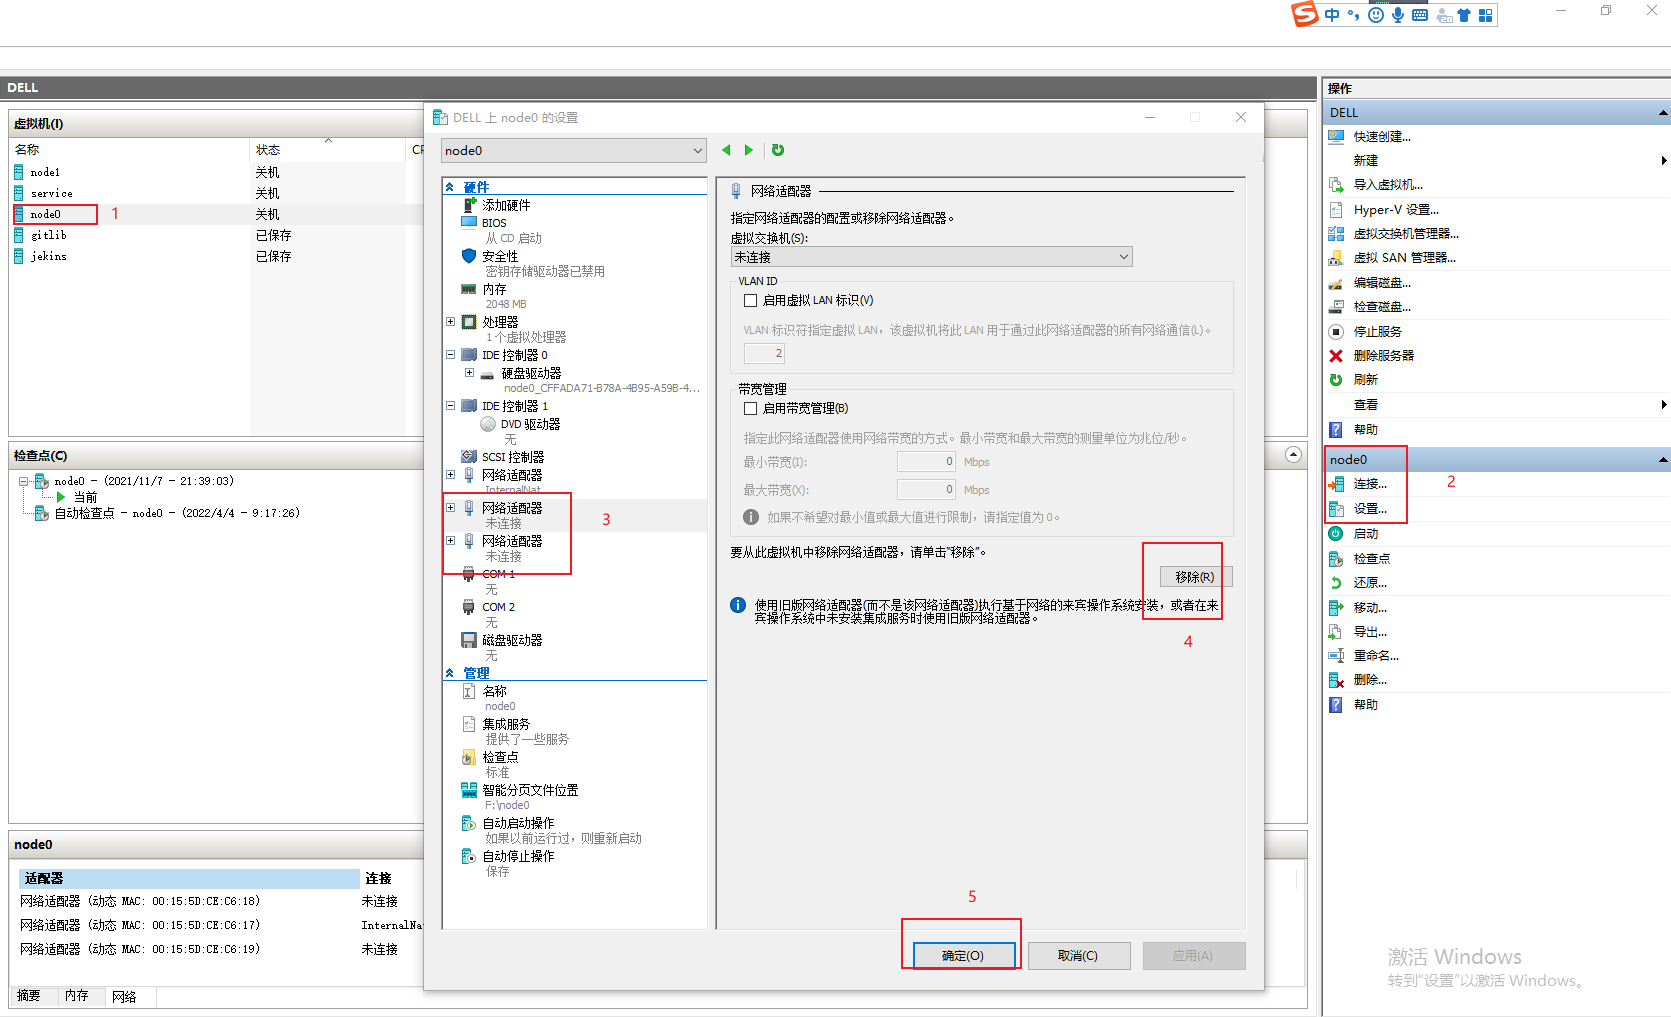 中
DELL
虚拟机(I)
名称
状态
node1
关机
service
关机
node0
关机
1
gitlib
已保存
jekins
已保存
检查点(C)
node0 - (2021/11/7 - 21:39:03)
当前
自动检查点 - node0 - (2022/4/4 - 9:17:26)
node0
适配器
连接
网络适配器 (动态 MAC: 00:15:5D:CE:C6:18)
未连接
网络适配器 (动态 MAC: 00:15:5D:CE:C6:17)
InternalNa
网络适配器 (动态 MAC: 00:15:5D:CE:C6:19)
未连接
摘要
内存
网络
DELL 上 node0 的设置
node0
硬件
添加硬件
BIOS
从 CD 启动
安全性
密钥存储驱动器已禁用
内存
2048 MB
处理器
1 个虚拟处理器
IDE 控制器 0
硬盘驱动器
node0_CFFADA71-B78A-4B95-A59B-4...
IDE 控制器 1
DVD 驱动器
无
SCSI 控制器
网络适配器
InternalNat
网络适配器
未连接
网络适配器
未连接
3
COM 1
无
COM 2
无
磁盘驱动器
无
管理
名称
node0
集成服务
提供了一些服务
检查点
标准
智能分页文件位置
F:\node0
自动启动操作
如果以前运行过，则重新启动
自动停止操作
保存
网络适配器
指定网络适配器的配置或移除网络适配器。
虚拟交换机(S):
未连接
VLAN ID
启用虚拟 LAN 标识(V)
VLAN 标识符指定虚拟 LAN，该虚拟机将此 LAN 用于通过此网络适配器的所有网络通信(L)。
2
带宽管理
启用带宽管理(B)
指定此网络适配器使用网络带宽的方式。最小带宽和最大带宽的测量单位为兆位/秒。
最小带宽(I):
0
Mbps
最大带宽(X):
0
Mbps
如果不希望对最小值或最大值进行限制，请指定值为 0。
要从此虚拟机中移除网络适配器，请单击“移除”。
移除(R)
使用旧版网络适配器(而不是该网络适配器)执行基于网络的来宾操作系统安装，或者在来
宾操作系统中未安装集成服务时使用旧版网络适配器。
4
5
确定(O)
取消(C)
应用(A)
操作
DELL
快速创建...
新建
导入虚拟机...
Hyper-V 设置...
虚拟交换机管理器...
虚拟 SAN 管理器...
编辑磁盘...
检查磁盘...
停止服务
删除服务器
刷新
查看
帮助
node0
连接...
2
设置...
启动
检查点
还原...
移动...
导出...
重命名...
删除...
帮助
激活 Windows
转到“设置”以激活 Windows。